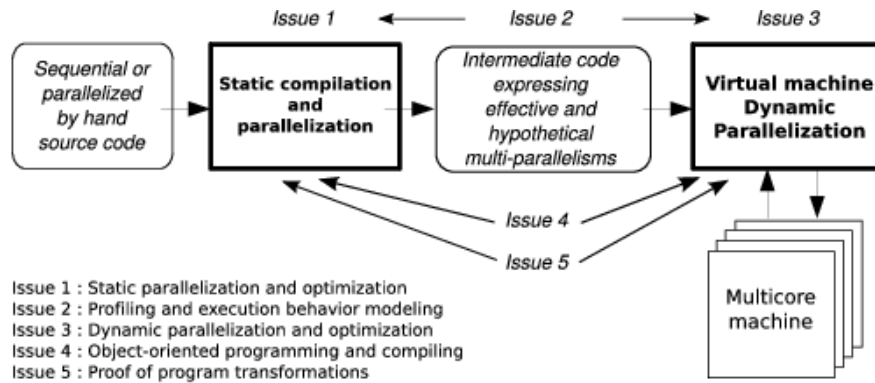 Issue 1
Issue 2
Issue 3
Sequential or
parallelized
by hand
source code
Static compilation
and
parallelization
Intermediate code
expressing
effective and
hypothetical
multi-parallelisms
Virtual machine
Dynamic
Parallelization
Issue 4
Issue 5
Multicore
machine
Issue 1 : Static parallelization and optimization
Issue 2 : Profiling and execution behavior modeling
Issue 3 : Dynamic parallelization and optimization
Issue 4 : Object-oriented programming and compiling
Issue 5 : Proof of program transformations